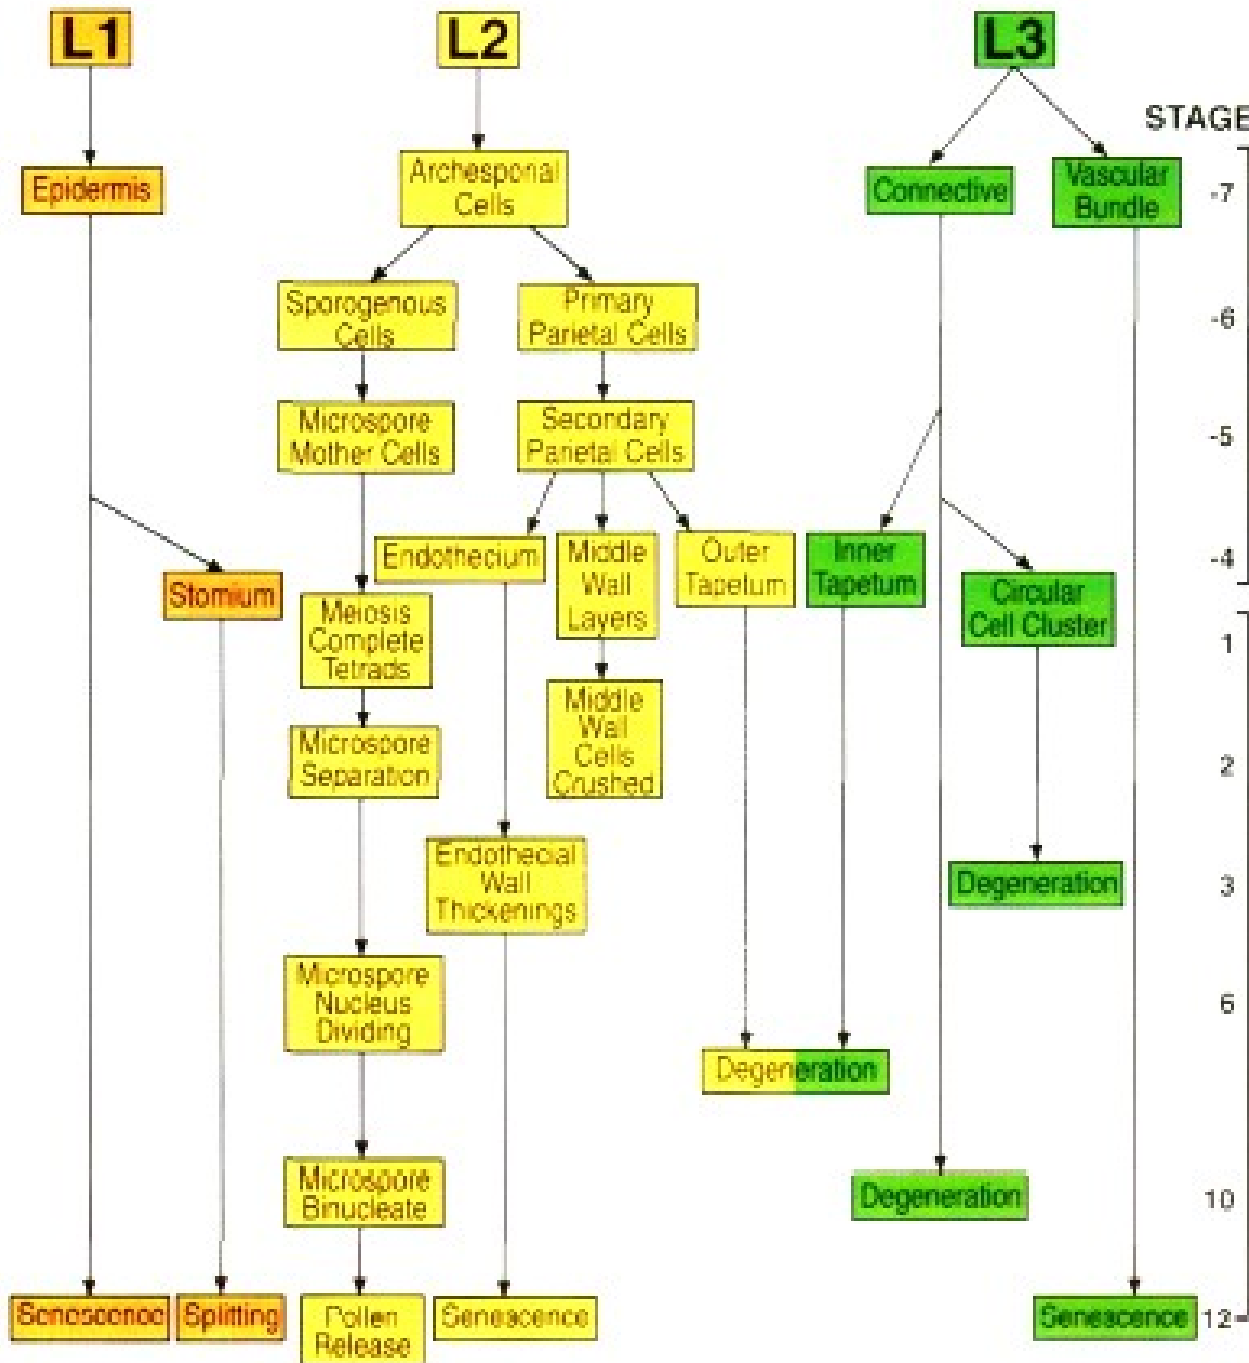 L1
L2
L3
STAGE
Epidermis
Archesporial
Cells
Connective
Vascular
Bundle
-7
Sporogenous
Cells
Primary
Parietal Cells
-6
Microspore
Mother Cells
Secondary
Parietal Cells
-5
Endothecium
Middle
Wall
Layers
Outer
Tapetum
Inner
Tapetum
-4
Stomium
Meiosis
Complete
Tetrads
Circular
Cell Cluster
1
Microspore
Separation
Middle
Wall
Cells
Crushed
2
Endothecial
Wall
Thickenings
Degeneration
3
Microspore
Nucleus
Dividing
6
Degeneration
Microspore
Binucleate
Degeneration
10
Senescence
Splitting
Pollen
Release
Senescence
Senescence
12